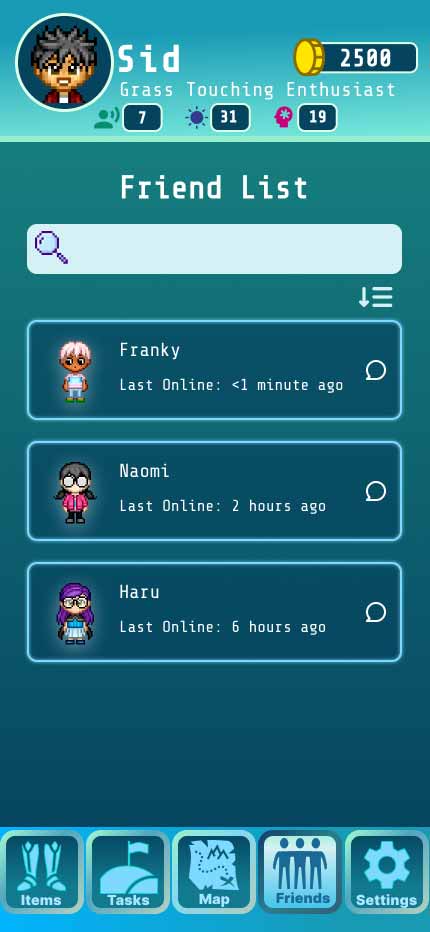 Sid
2500
Grass Touching Enthusiast
7 31 19
Friend List
Franky
Last Online: <1 minute ago
Naomi
Last Online: 2 hours ago
Haru
Last Online: 6 hours ago
Items Tasks Map Friends Settings